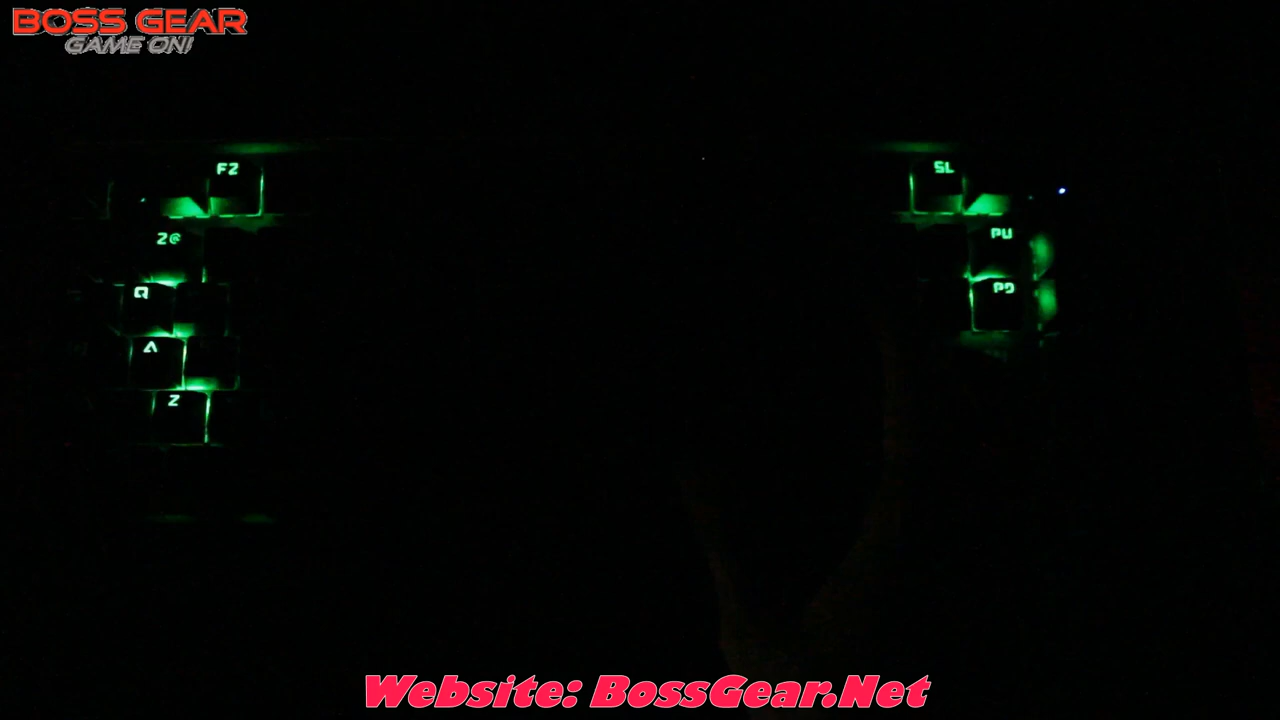 BOSS GEAR
GAME ON!
F2 SL
2@ PU
Q PD
A
Z
Website: BossGear.Net